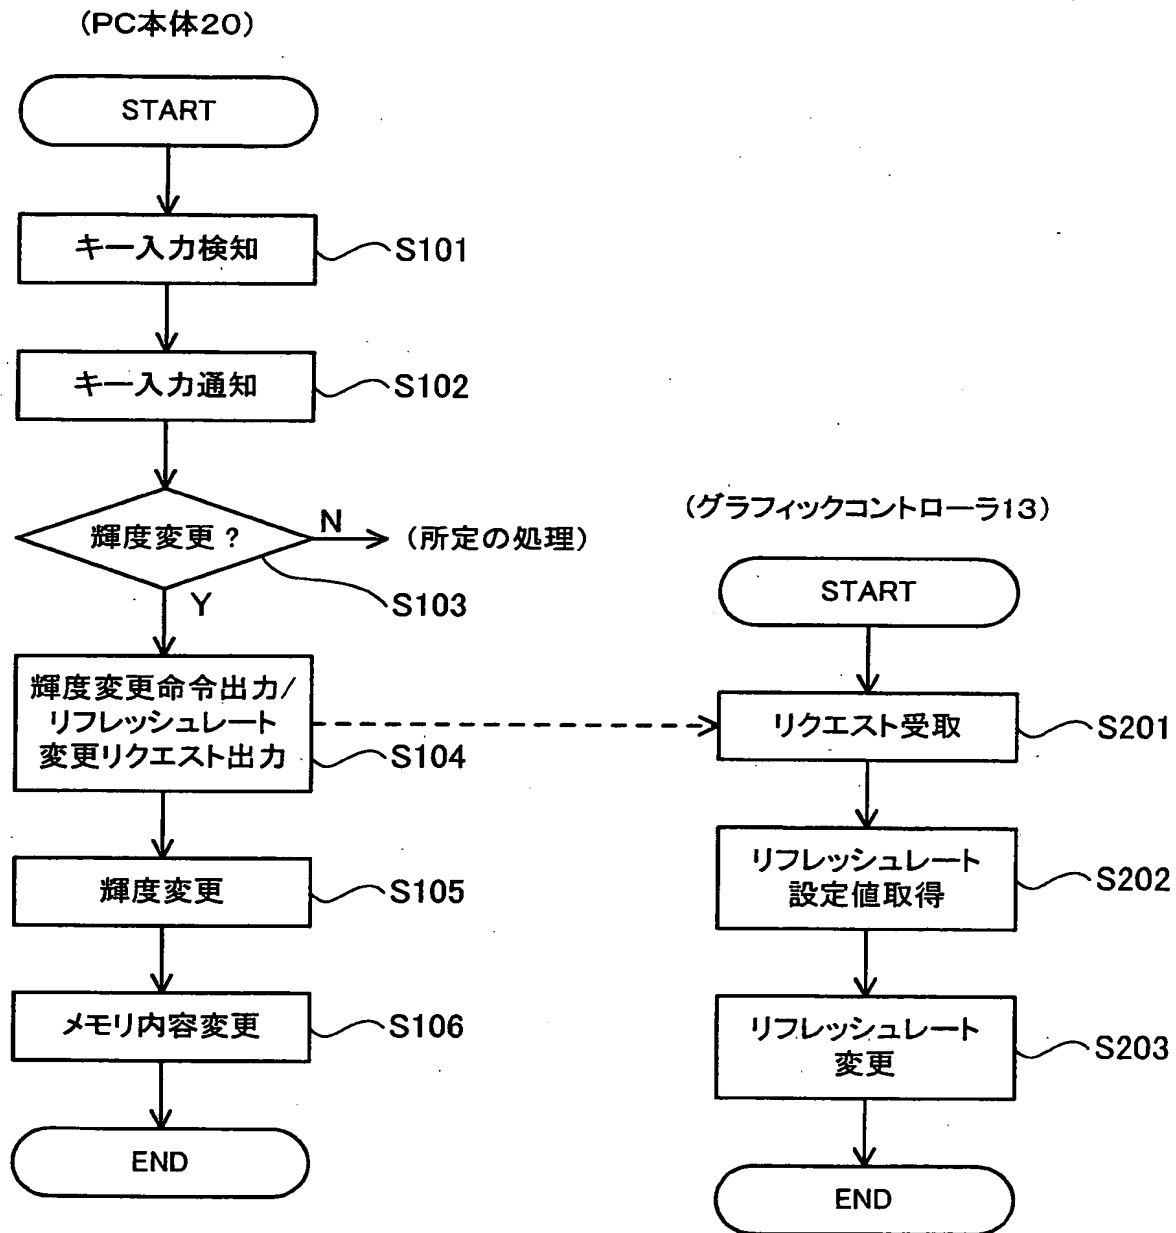 (PC本体20)
START
キー入力検知
S101
キー入力通知
S102
輝度変更?
N
(所定の処理)
S103
Y
輝度変更命令出力/
リフレッシュレート
変更リクエスト出力
S104
輝度変更
S105
メモリ内容変更
S106
END
(グラフィックコントローラ13)
START
リクエスト受取
S201
リフレッシュレート
設定値取得
S202
リフレッシュレート
変更
S203
END